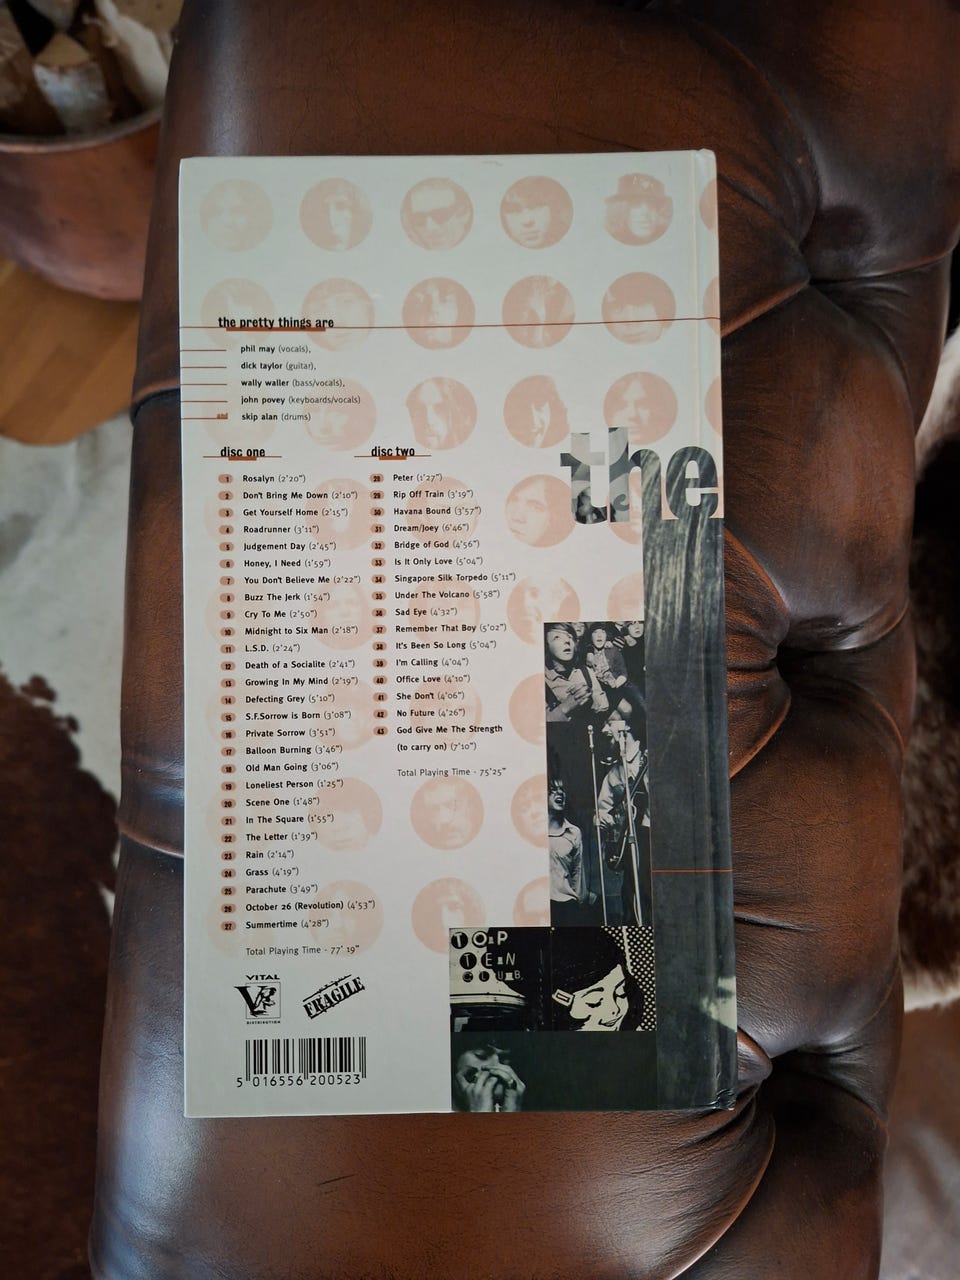 the pretty things are
phil may (vocals),
dick taylor (guitar),
wally waller (bass/vocals),
john povey (keyboards/vocals)
and skip alan (drums)
disc one
1 Rosalyn (2'20")
2 Don't Bring Me Down (2'10")
3 Get Yourself Home (2'15")
4 Roadrunner (3'11")
5 Judgement Day (2'45")
6 Honey, I Need (1'59")
7 You Don't Believe Me (2'22")
8 Buzz The Jerk (1'54")
9 Cry To Me (2'50")
10 Midnight to Six Man (2'18")
11 L.S.D. (2'24")
12 Death of a Socialite (2'41")
13 Growing In My Mind (2'19")
14 Defecting Grey (5'10")
15 S.F.Sorrow is Born (3'08")
16 Private Sorrow (3'51")
17 Balloon Burning (3'46")
18 Old Man Going (3'06")
19 Loneliest Person (1'25")
20 Scene One (1'48")
21 In The Square (1'55")
22 The Letter (1'39")
23 Rain (2'14")
24 Grass (4'19")
25 Parachute (3'49")
26 October 26 (Revolution) (4'53")
27 Summertime (4'28")
Total Playing Time - 77' 19"
disc two
28 Peter (1'27")
29 Rip Off Train (3'19")
30 Havana Bound (3'57")
31 Dream/Joey (6'46")
32 Bridge of God (4'56")
33 Is It Only Love (5'04")
34 Singapore Silk Torpedo (5'11")
35 Under The Volcano (5'58")
36 Sad Eye (4'32")
37 Remember That Boy (5'02")
38 It's Been So Long (5'04")
39 I'm Calling (4'04")
40 Office Love (4'10")
41 She Don't (4'06")
42 No Future (4'26")
43 God Give Me The Strength
(to carry on) (7'10")
Total Playing Time - 75'25"
the
TOP
TEN
CLUB
VITAL
VR
DISTRIBUTION
FRAGILE
5 016556 200523